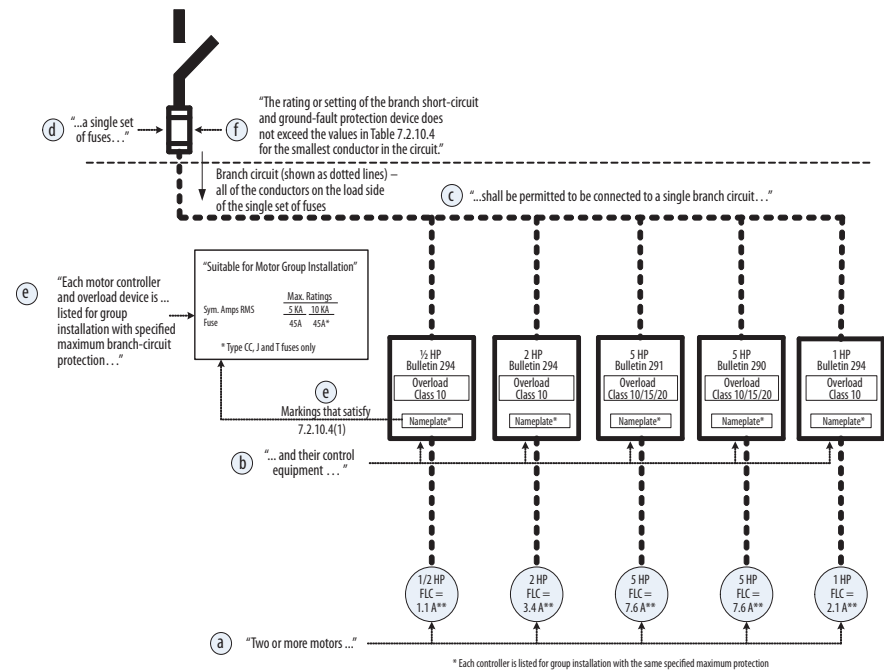 d
"...a single set
of fuses…"
f
"The rating or setting of the branch short-circuit
and ground-fault protection device does
not exceed the values in Table 7.2.10.4
for the smallest conductor in the circuit."
Branch circuit (shown as dotted lines) –
all of the conductors on the load side
of the single set of fuses
c
"...shall be permitted to be connected to a single branch circuit…"
e
"Each motor controller
and overload device is ...
listed for group
installation with specified
maximum branch-circuit
protection…"
"Suitable for Motor Group Installation"
Max. Ratings
Sym. Amps RMS 5 KA 10 KA
Fuse 45A 45A*
* Type CC, J and T fuses only
e
Markings that satisfy
7.2.10.4(1)
½ HP
Bulletin 294
Overload
Class 10
Nameplate*
2 HP
Bulletin 294
Overload
Class 10
Nameplate*
5 HP
Bulletin 291
Overload
Class 10/15/20
Nameplate*
5 HP
Bulletin 290
Overload
Class 10/15/20
Nameplate*
1 HP
Bulletin 294
Overload
Class 10
Nameplate*
b
"... and their control
equipment … "
1/2 HP
FLC =
1.1 A**
2 HP
FLC =
3.4 A**
5 HP
FLC =
7.6 A**
5 HP
FLC =
7.6 A**
1 HP
FLC =
2.1 A**
a
"Two or more motors ..."
* Each controller is listed for group installation with the same specified maximum protection